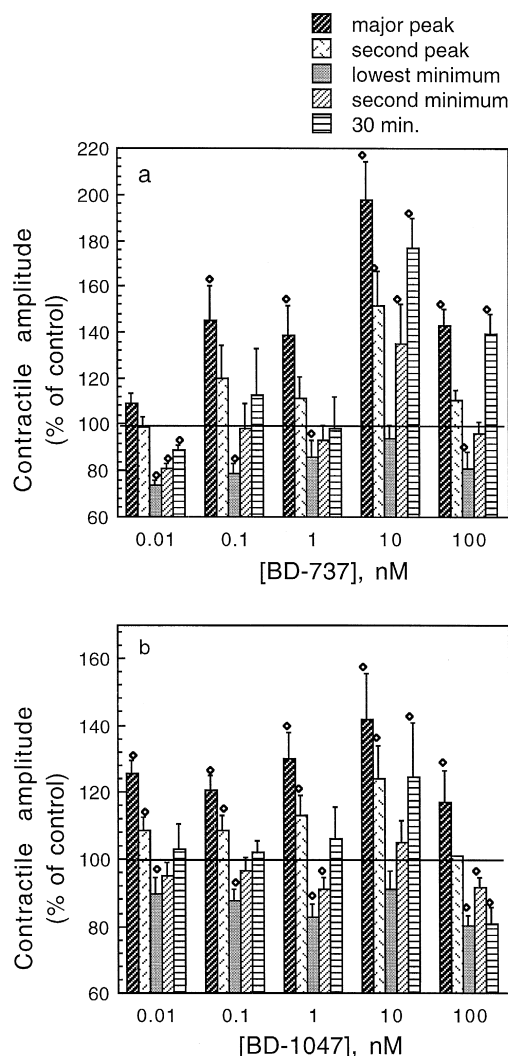 major peak
second peak
lowest minimum
second minimum
30 min.
a
220
200
180
160
140
120
100
80
60
Contractile amplitude
(% of control)
0.01 0.1 1 10 100
[BD-737], nM
b
160
140
120
100
80
60
Contractile amplitude
(% of control)
0.01 0.1 1 10 100
[BD-1047], nM